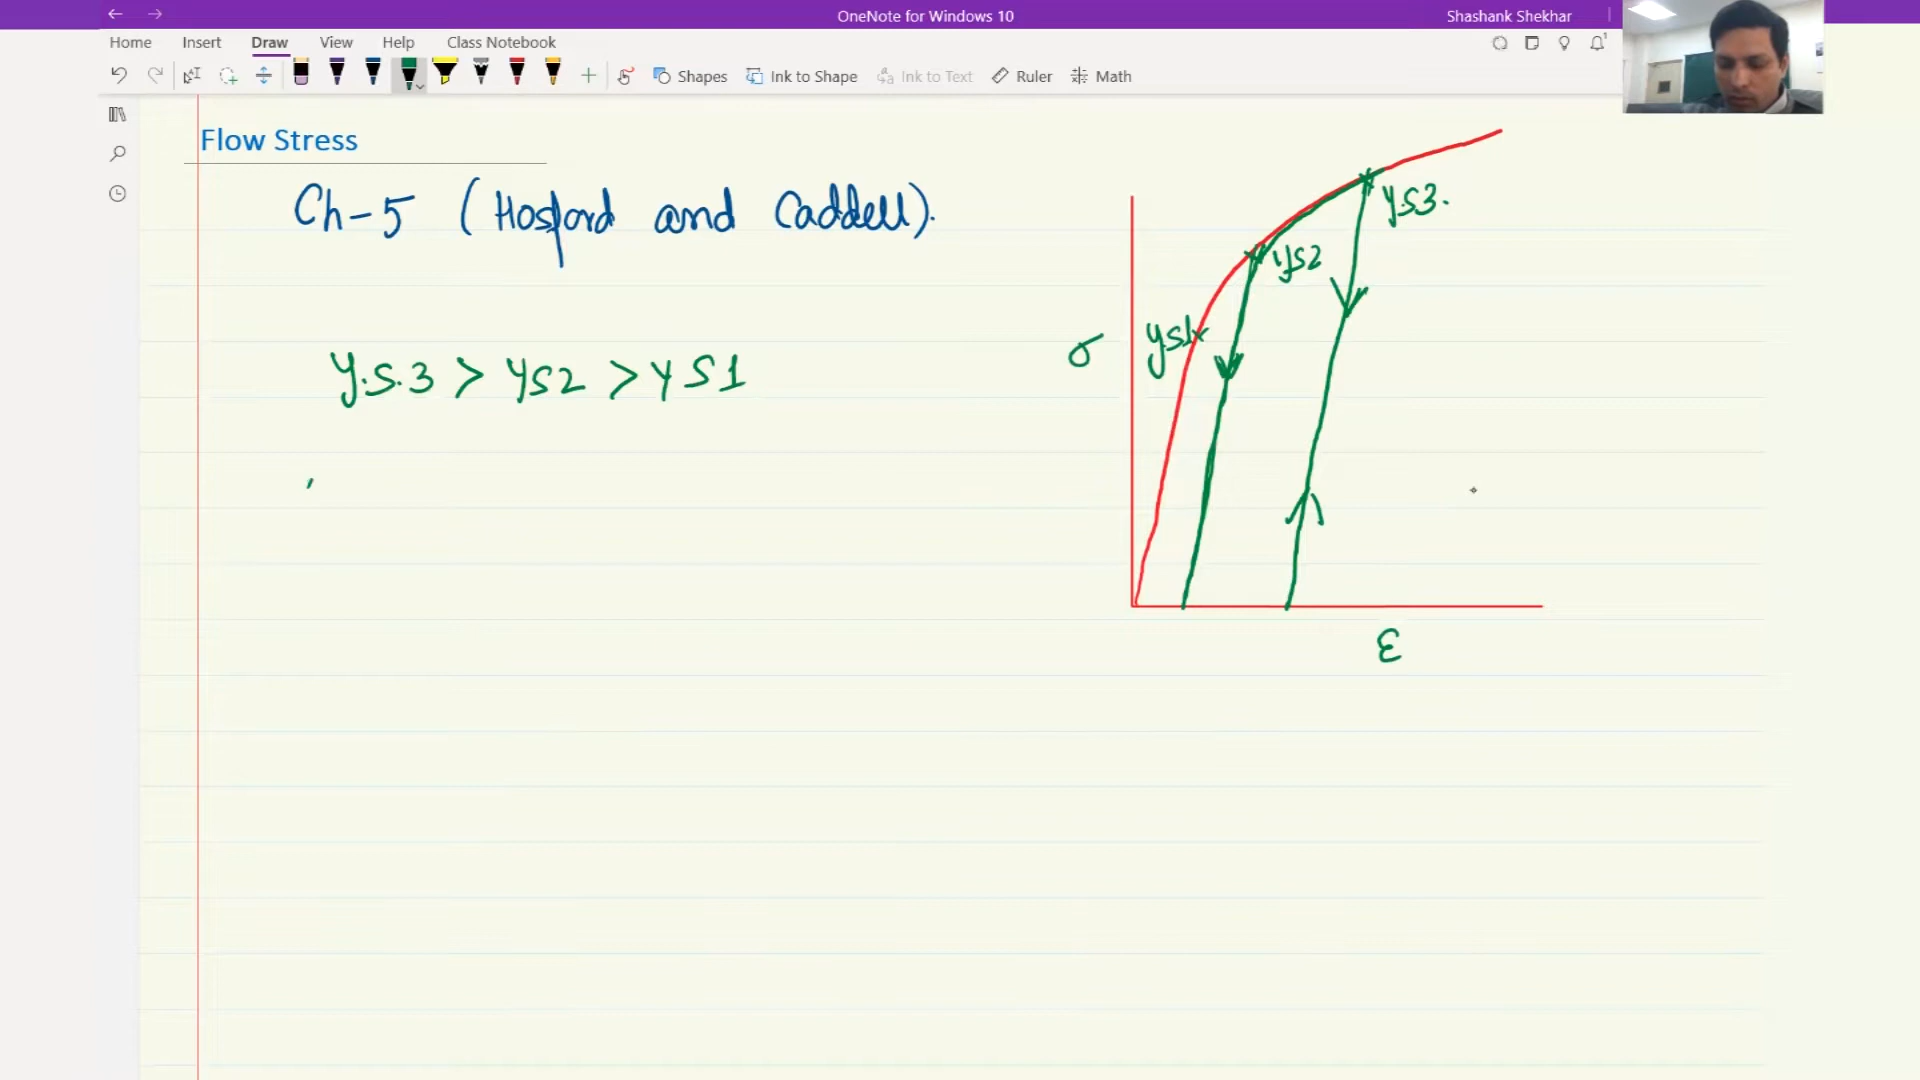 OneNote for Windows 10
Shashank Shekhar
Home Insert Draw View Help Class Notebook
Shapes Ink to Shape Ink to Text Ruler Math
Flow Stress
Ch-5 (Hosford and Caddell).
Y.S.3 > YS2 > YS1
YS3.
YS2
YS1
σ
ε